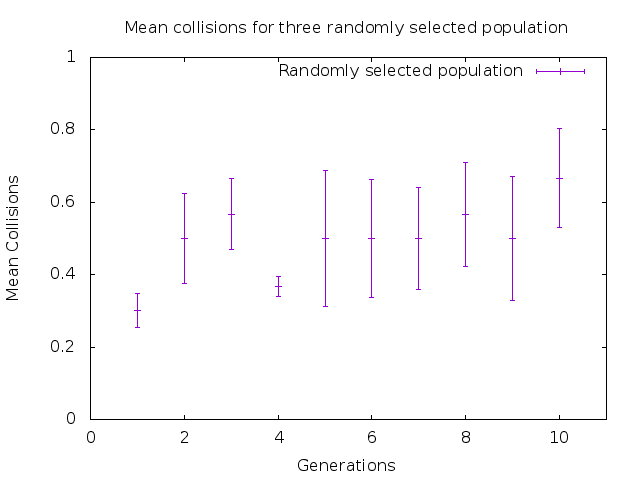 Mean collisions for three randomly selected population
1
Randomly selected population
0.8
0.6
Mean Collisions
0.4
0.2
0
0 2 4 6 8 10
Generations